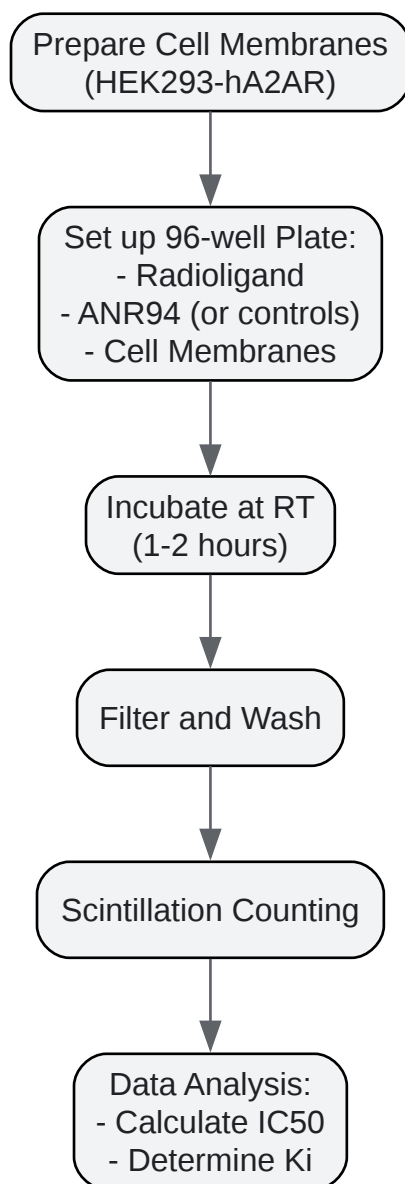 Prepare Cell Membranes
(HEK293-hA2AR)
Set up 96-well Plate:
- Radioligand
- ANR94 (or controls)
- Cell Membranes
Incubate at RT
(1-2 hours)
Filter and Wash
Scintillation Counting
Data Analysis:
- Calculate IC50
- Determine Ki